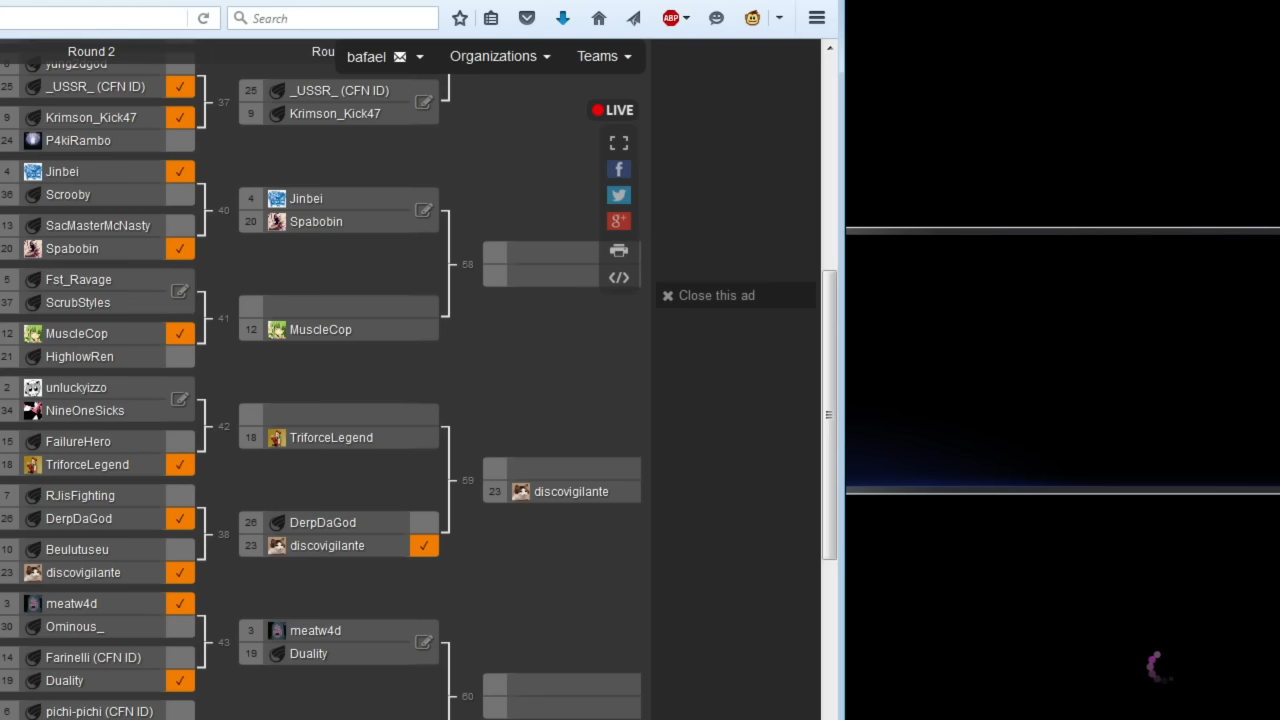 Search
ABP
Round 2
Rou
bafael
Organizations
Teams
LIVE
yung2dgod
25 _USSR_ (CFN ID)
9 Krimson_Kick47
24 P4kiRambo
4 Jinbei
36 Scrooby
13 SacMasterMcNasty
20 Spabobin
5 Fst_Ravage
37 ScrubStyles
12 MuscleCop
21 HighlowRen
2 unluckyizzo
34 NineOneSicks
15 FailureHero
18 TriforceLegend
7 RJisFighting
26 DerpDaGod
10 Beulutuseu
23 discovigilante
3 meatw4d
30 Ominous_
14 Farinelli (CFN ID)
19 Duality
6 pichi-pichi (CFN ID)
37
40
41
42
38
43
25 _USSR_ (CFN ID)
9 Krimson_Kick47
4 Jinbei
20 Spabobin
12 MuscleCop
18 TriforceLegend
26 DerpDaGod
23 discovigilante
3 meatw4d
19 Duality
58
59
60
23 discovigilante
f
g+
</>
Close this ad